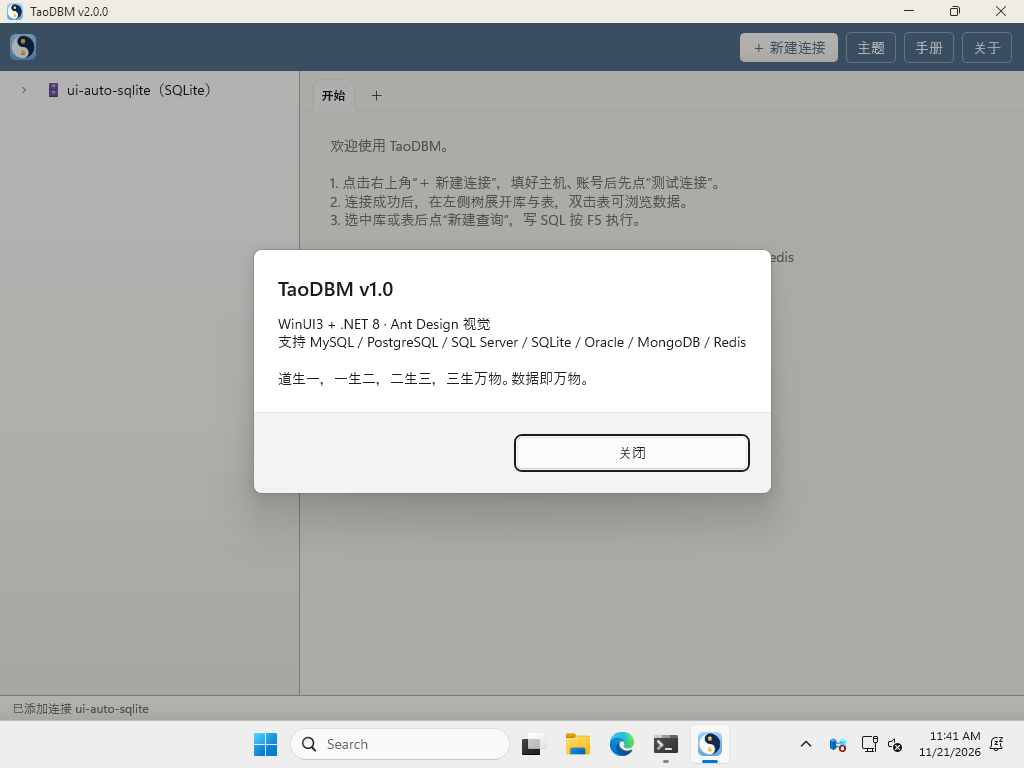 TaoDBM v2.0.0
+ 新建连接
主题
手册
关于
ui-auto-sqlite（SQLite）
开始
+
欢迎使用 TaoDBM。
1. 点击右上角“＋ 新建连接”，填好主机、账号后先点“测试连接”。
2. 连接成功后，在左侧树展开库与表，双击表可浏览数据。
3. 选中库或表后点“新建查询”，写 SQL 按 F5 执行。
edis
TaoDBM v1.0
WinUI3 + .NET 8 · Ant Design 视觉
支持 MySQL / PostgreSQL / SQL Server / SQLite / Oracle / MongoDB / Redis
道生一，一生二，二生三，三生万物。数据即万物。
关闭
已添加连接 ui-auto-sqlite
Search
11:41 AM
11/21/2026